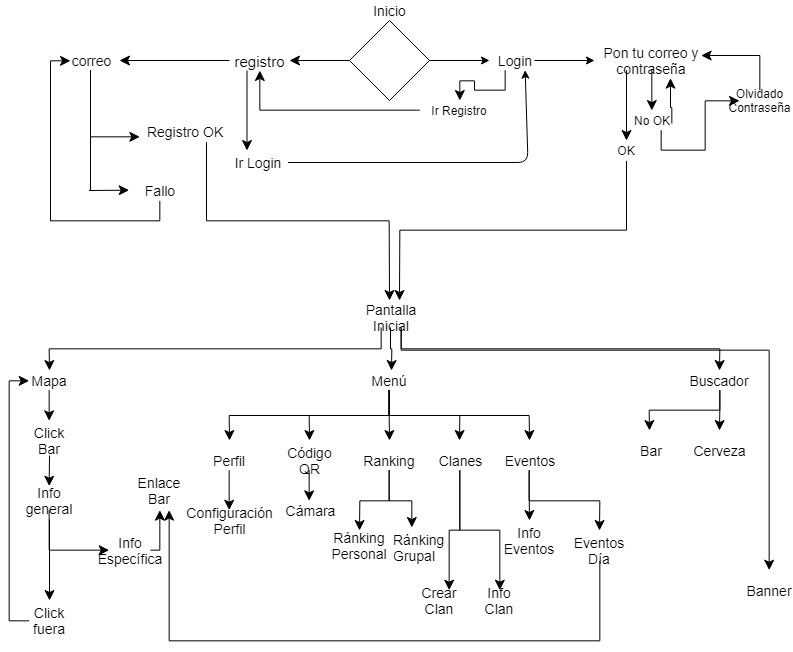 Inicio
correo
registro
Login
Pon tu correo y
contraseña
Olvidado
Contraseña
Ir Registro
No OK
Registro OK
OK
Ir Login
Fallo
Pantalla
Inicial
Mapa
Menú
Buscador
Click
Bar
Perfil
Código
QR
Ranking
Clanes
Eventos
Bar
Cerveza
Enlace
Bar
Info
general
Configuración
Perfil
Cámara
Ránking
Personal
Ránking
Grupal
Info
Eventos
Eventos
Día
Info
Específica
Crear
Clan
Info
Clan
Banner
Click
fuera